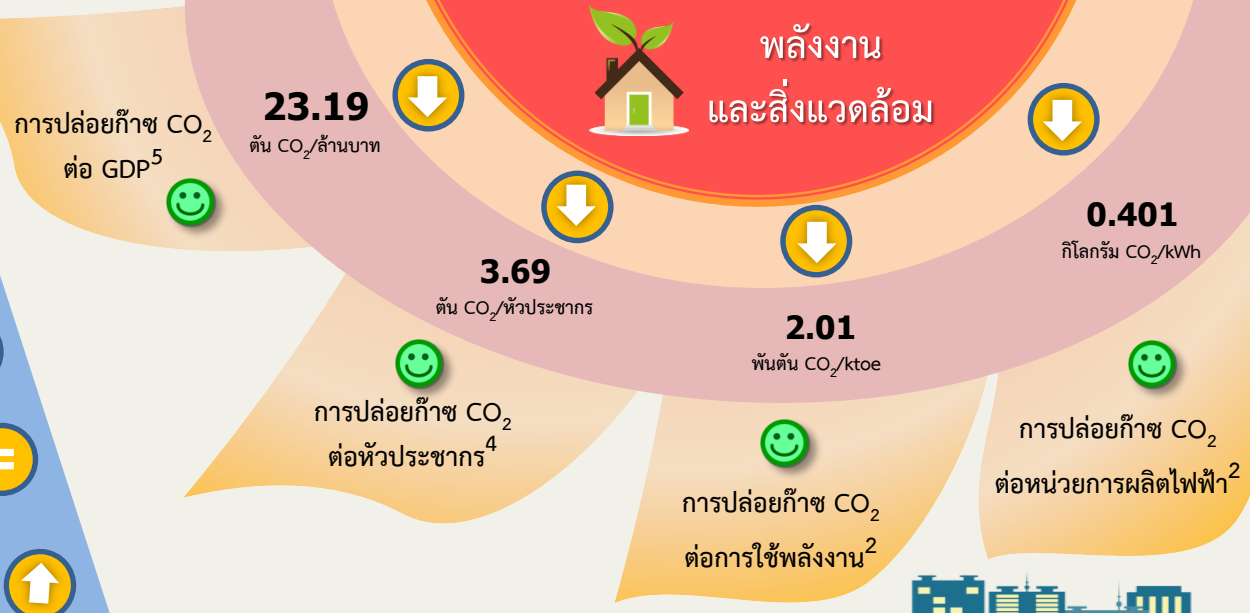 พลังงาน
และสิ่งแวดล้อม
การปล่อยก๊าซ CO₂
ต่อ GDP⁵
23.19
ตัน CO₂/ล้านบาท
3.69
ตัน CO₂/หัวประชากร
การปล่อยก๊าซ CO₂
ต่อหัวประชากร⁴
2.01
พันตัน CO₂/ktoe
การปล่อยก๊าซ CO₂
ต่อการใช้พลังงาน²
0.401
กิโลกรัม CO₂/kWh
การปล่อยก๊าซ CO₂
ต่อหน่วยการผลิตไฟฟ้า²